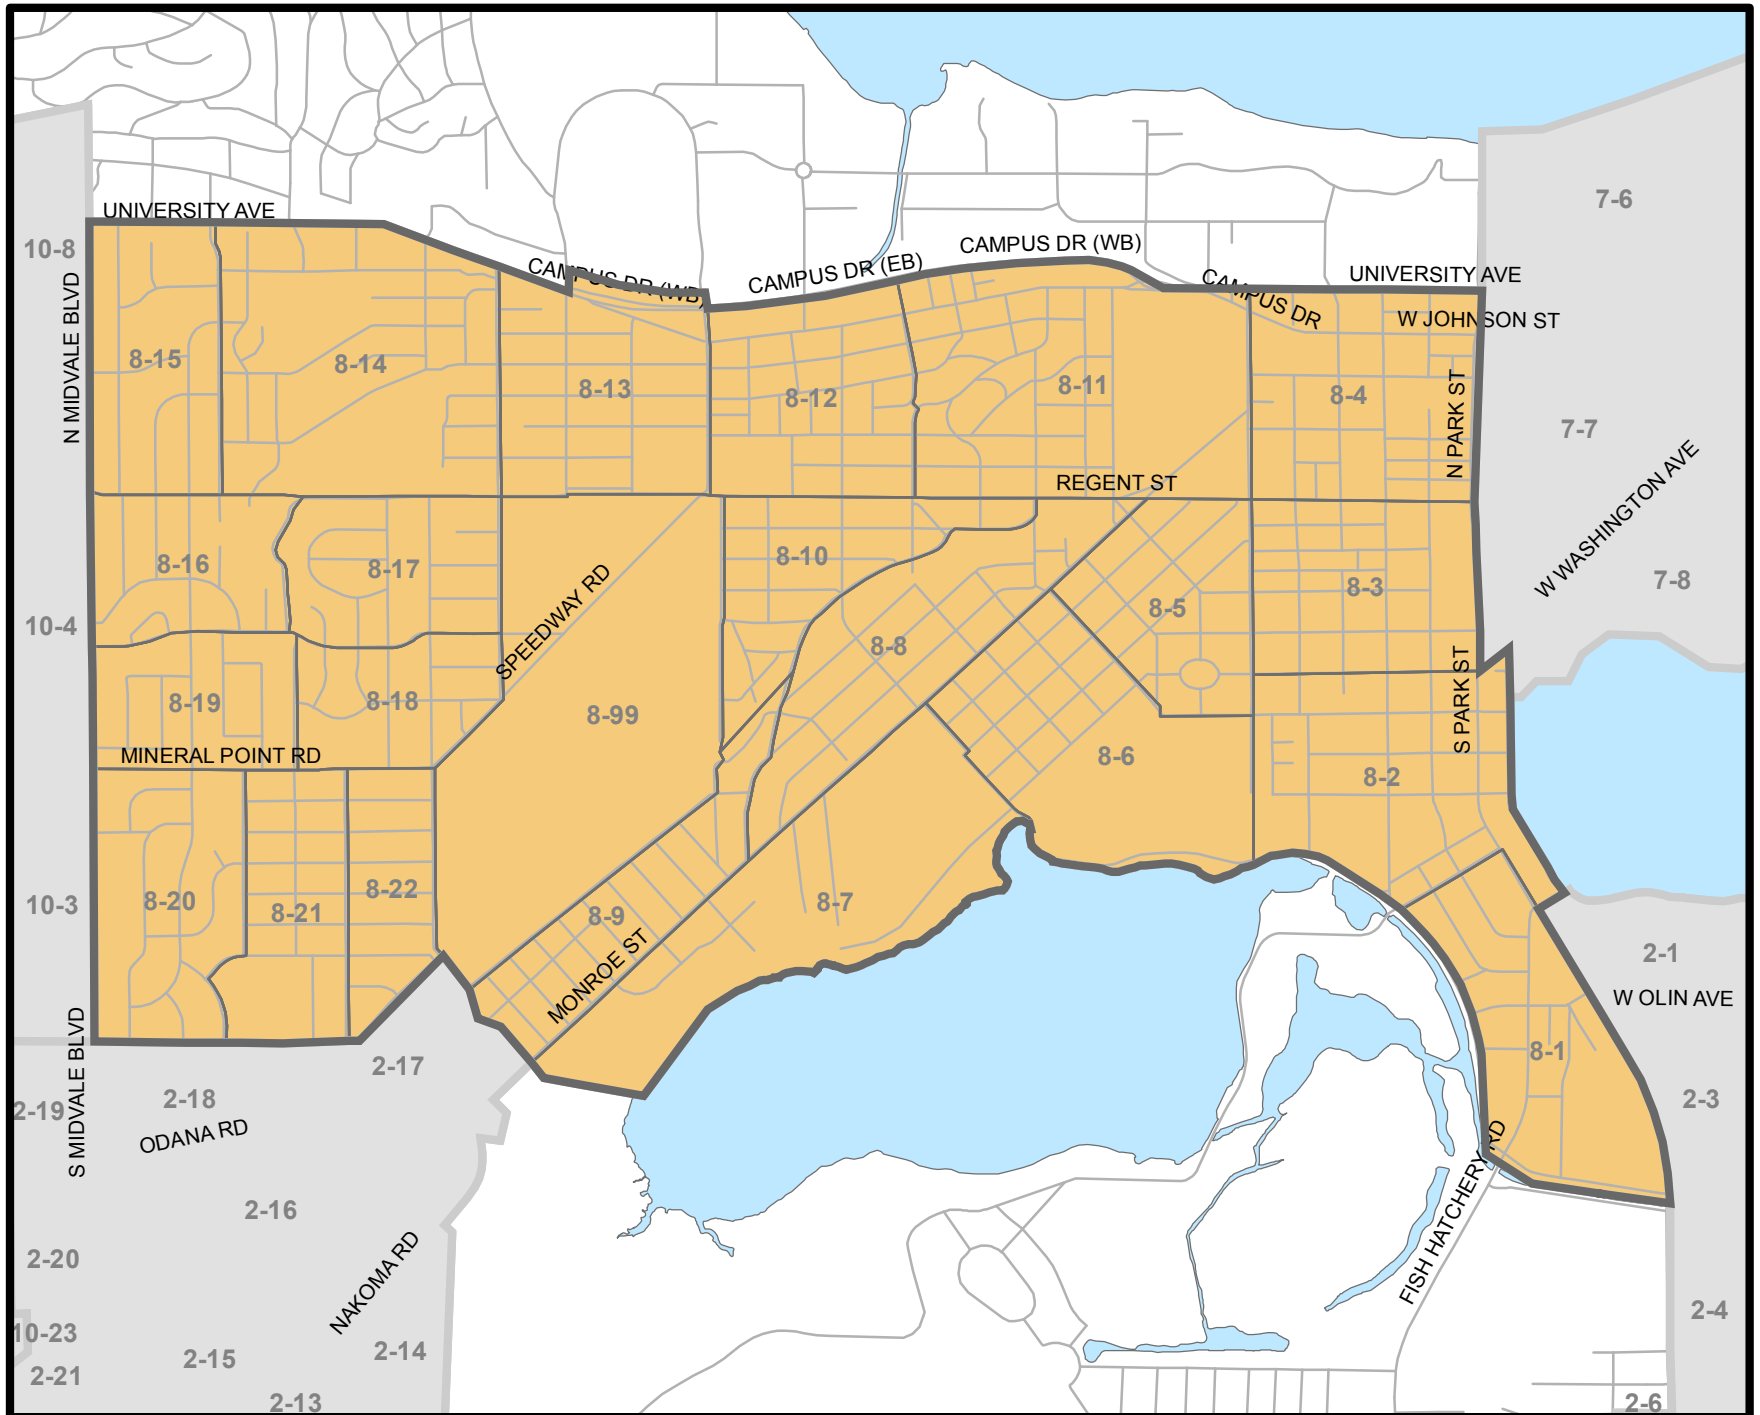 7-6
UNIVERSITY AVE
10-8
CAMPUS DR (WB)
CAMPUS DR (WB)
CAMPUS DR (EB)
UNIVERSITY AVE
CAMPUS DR
W JOHNSON ST
N MIDVALE BLVD
8-15
8-14
8-13
8-12
8-11
8-4
N PARK ST
7-7
REGENT ST
W WASHINGTON AVE
8-16
8-17
8-10
8-3
7-8
10-4
SPEEDWAY RD
8-8
8-5
8-19
8-18
8-99
S PARK ST
MINERAL POINT RD
8-6
8-2
8-20
8-21
8-22
8-9
8-7
10-3
MONROE ST
2-1
W OLIN AVE
S MIDVALE BLVD
2-17
8-1
2-19
2-18
2-3
ODANA RD
FISH HATCHERY RD
2-16
2-20
NAKOMA RD
2-4
10-23
2-15
2-14
2-21
2-13
2-6